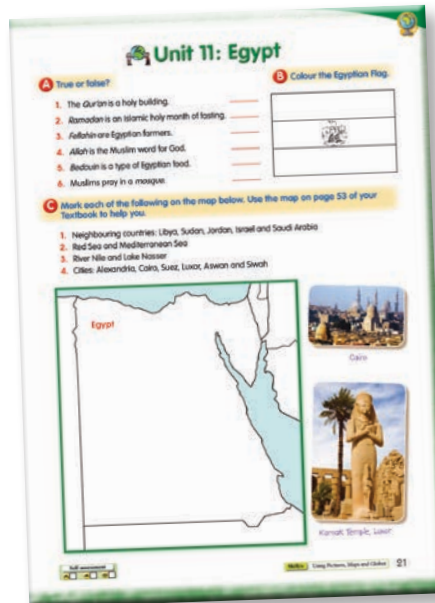 Unit 11: Egypt
A True or false?
1. The Qur'an is a holy building.
2. Ramadan is an Islamic holy month of fasting.
3. Fellahin are Egyptian farmers.
4. Allah is the Muslim word for God.
5. Bedouin is a type of Egyptian food.
6. Muslims pray in a mosque.
B Colour the Egyptian Flag.
C Mark each of the following on the map below. Use the map on page 53 of your
Textbook to help you.
1. Neighbouring countries: Libya, Sudan, Jordan, Israel and Saudi Arabia
2. Red Sea and Mediterranean Sea
3. River Nile and Lake Nasser
4. Cities: Alexandria, Cairo, Suez, Luxor, Aswan and Siwah
Egypt
Cairo
Karnak Temple, Luxor
Self-assessment
Skills: Using Pictures, Maps and Globes 21